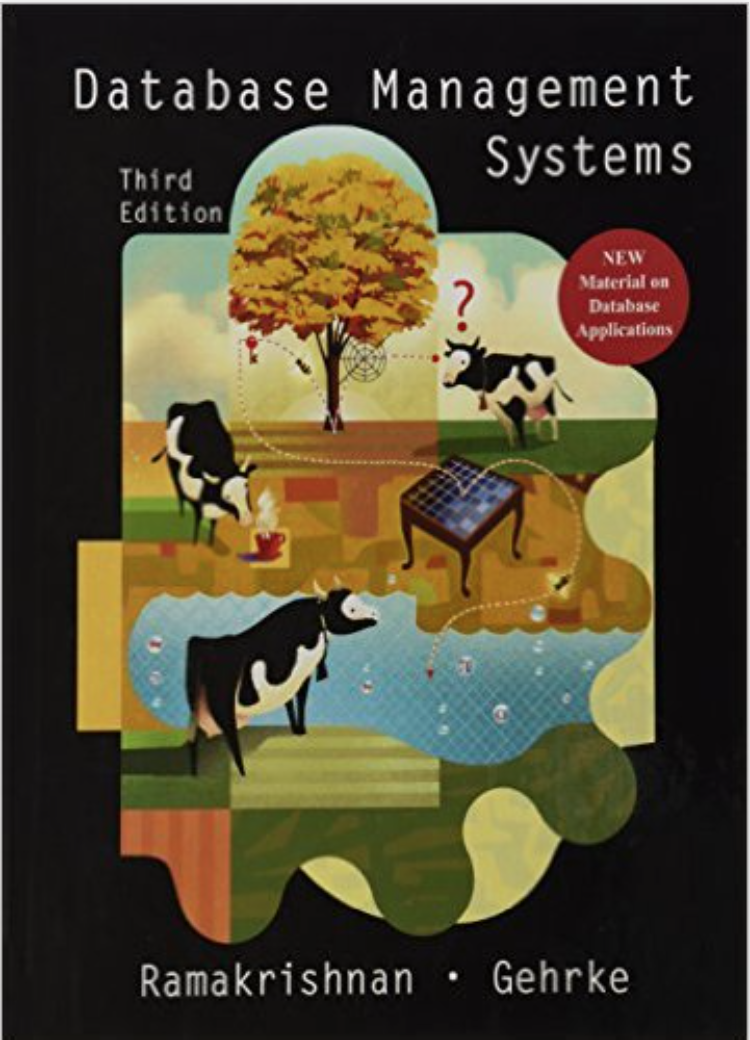 Database Management
Systems
Third
Edition
NEW
Material on
Database
Applications
?
Ramakrishnan · Gehrke